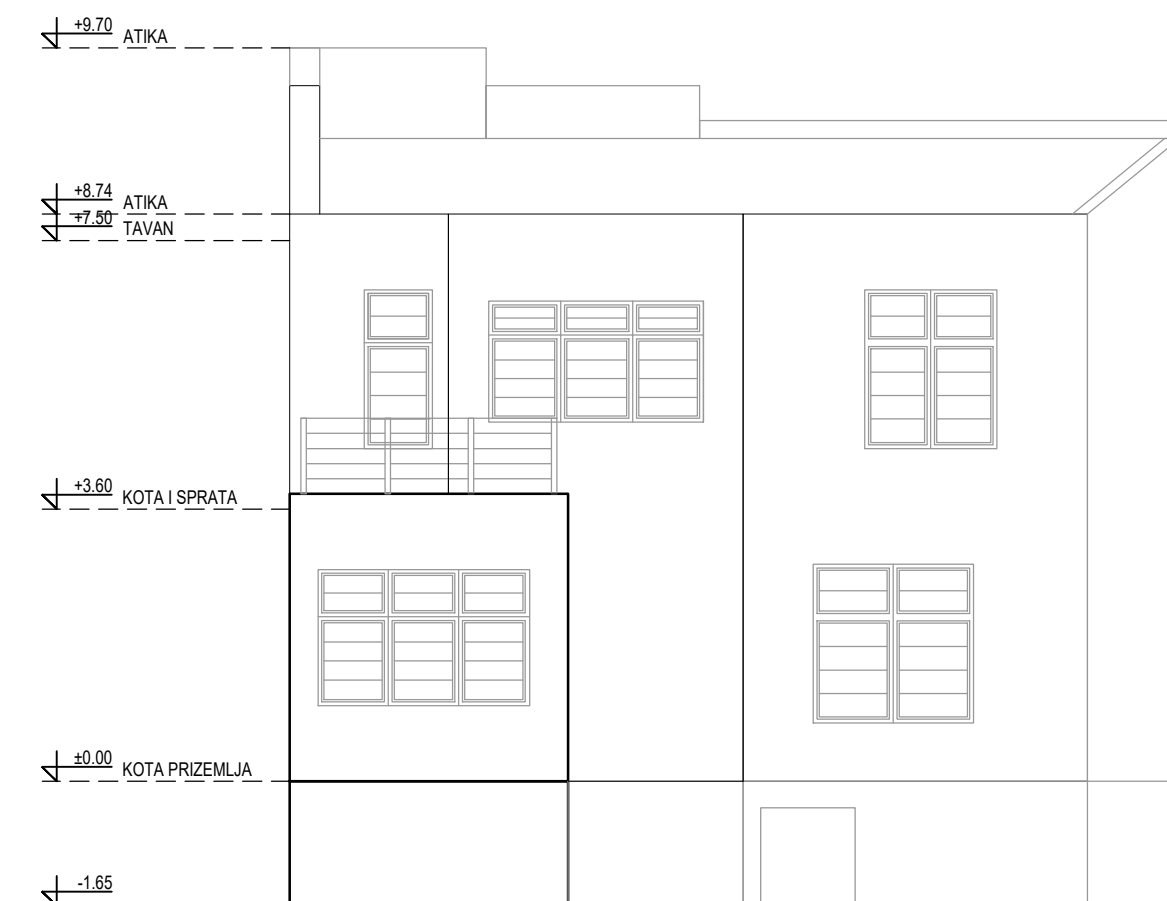 +9.70 ATIKA
+8.74 ATIKA
+7.50 TAVAN
+3.60 KOTA I SPRATA
±0.00 KOTA PRIZEMLJA
-1.65